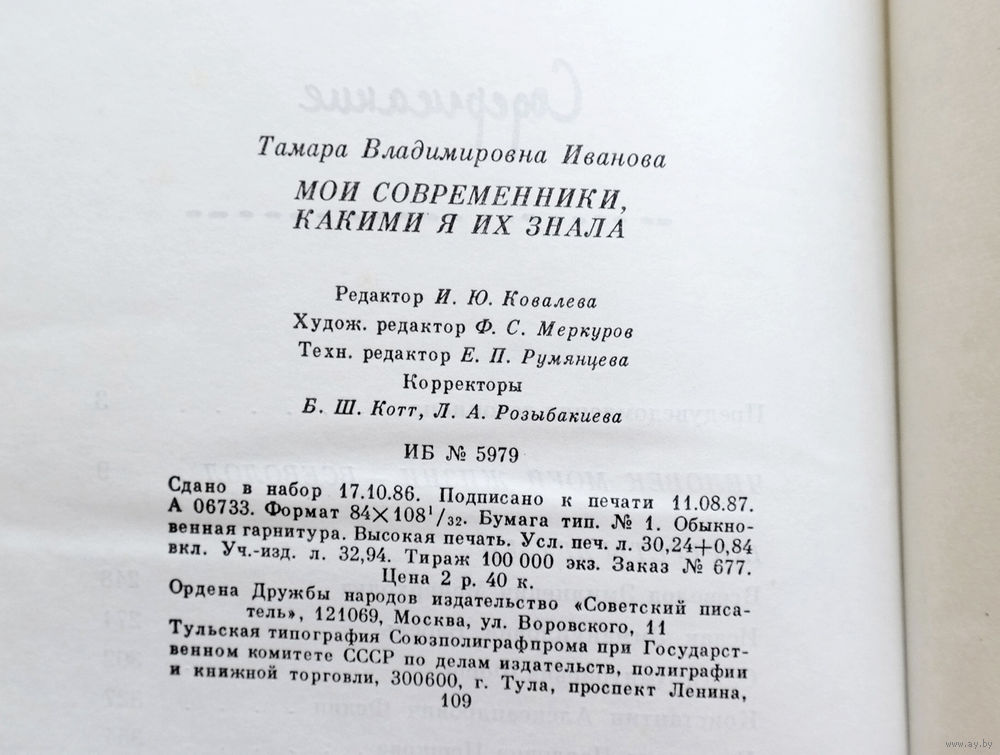 Тамара Владимировна Иванова
МОИ СОВРЕМЕННИКИ,
КАКИМИ Я ИХ ЗНАЛА
Редактор И. Ю. Ковалева
Худож. редактор Ф. С. Меркуров
Техн. редактор Е. П. Румянцева
Корректоры
Б. Ш. Котт, Л. А. Розыбакиева
ИБ № 5979
Сдано в набор 17.10.86. Подписано к печати 11.08.87.
А 06733. Формат 84×108¹/₃₂. Бумага тип. № 1. Обыкно-
венная гарнитура. Высокая печать. Усл. печ. л. 30,24+0,84
вкл. Уч.-изд. л. 32,94. Тираж 100 000 экз. Заказ № 677.
Цена 2 р. 40 к.
Ордена Дружбы народов издательство «Советский писа-
тель», 121069, Москва, ул. Воровского, 11
Тульская типография Союзполиграфпрома при Государст-
венном комитете СССР по делам издательств, полиграфии
и книжной торговли, 300600, г. Тула, проспект Ленина,
109
www.ay.by